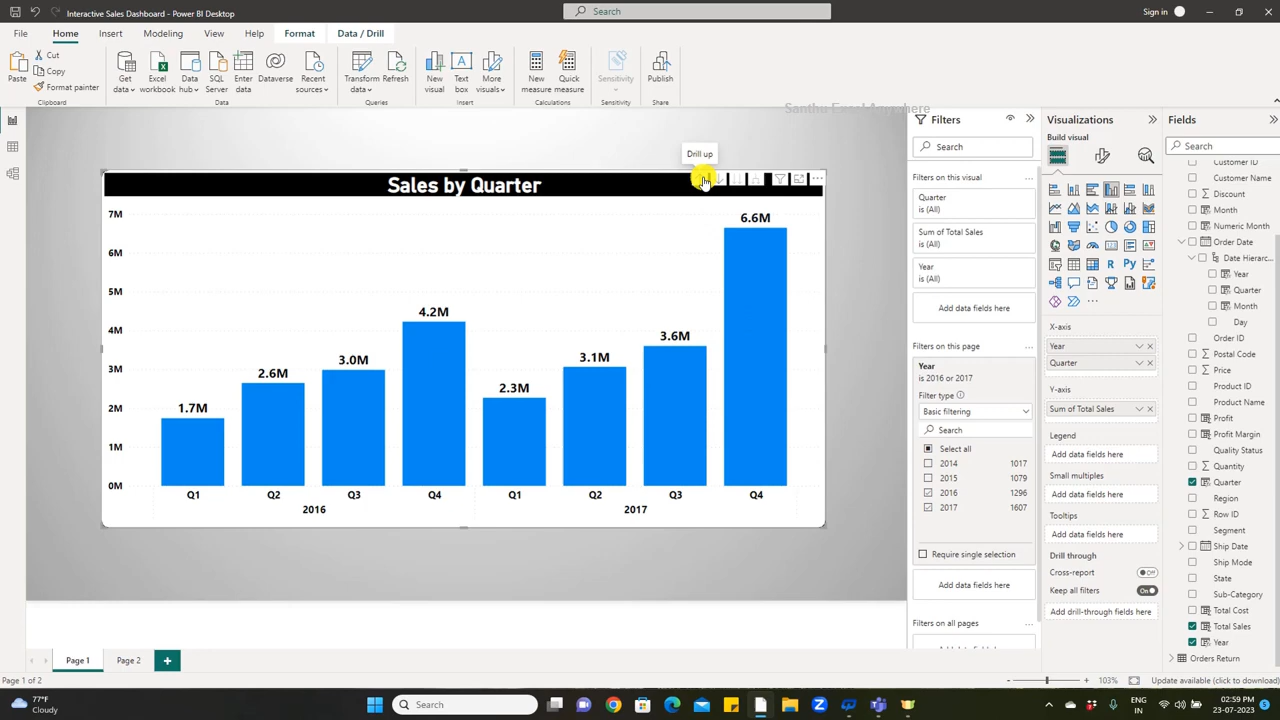 Interactive Sales Dashboard - Power BI Desktop
Search
Sign in
File
Home
Insert
Modeling
View
Help
Format
Data / Drill
Paste
Cut
Copy
Format painter
Get data
Excel workbook
Data hub
SQL Server
Enter data
Dataverse
Recent sources
Transform data
Refresh
New visual
Text box
More visuals
New measure
Quick measure
Sensitivity
Publish
Clipboard
Data
Queries
Insert
Calculations
Sensitivity
Share
Santhu Excel Anywhere
Drill up
Sales by Quarter
7M
6M
5M
4M
3M
2M
1M
0M
1.7M
2.6M
3.0M
4.2M
2.3M
3.1M
3.6M
6.6M
Q1 Q2 Q3 Q4 Q1 Q2 Q3 Q4
2016 2017
Filters
Search
Filters on this visual
Quarter
is (All)
Sum of Total Sales
is (All)
Year
is (All)
Add data fields here
Filters on this page
Year
is 2016 or 2017
Filter type
Basic filtering
Search
Select all
2014 1017
2015 1079
2016 1296
2017 1607
Require single selection
Add data fields here
Filters on all pages
Visualizations
Build visual
R Py
X-axis
Year
Quarter
Y-axis
Sum of Total Sales
Legend
Add data fields here
Small multiples
Add data fields here
Tooltips
Add data fields here
Drill through
Cross-report
Off
Keep all filters
On
Add drill-through fields here
Fields
Search
Customer ID
Customer Name
Discount
Month
Numeric Month
Order Date
Date Hierarc...
Year
Quarter
Month
Day
Order ID
Postal Code
Price
Product ID
Product Name
Profit
Profit Margin
Quality Status
Quantity
Quarter
Region
Row ID
Segment
Ship Date
Ship Mode
State
Sub-Category
Total Cost
Total Sales
Year
Orders Return
Page 1
Page 2
Page 1 of 2
103%
Update available (click to download)
77°F
Cloudy
Search
ENG
IN
02:59 PM
23-07-2023